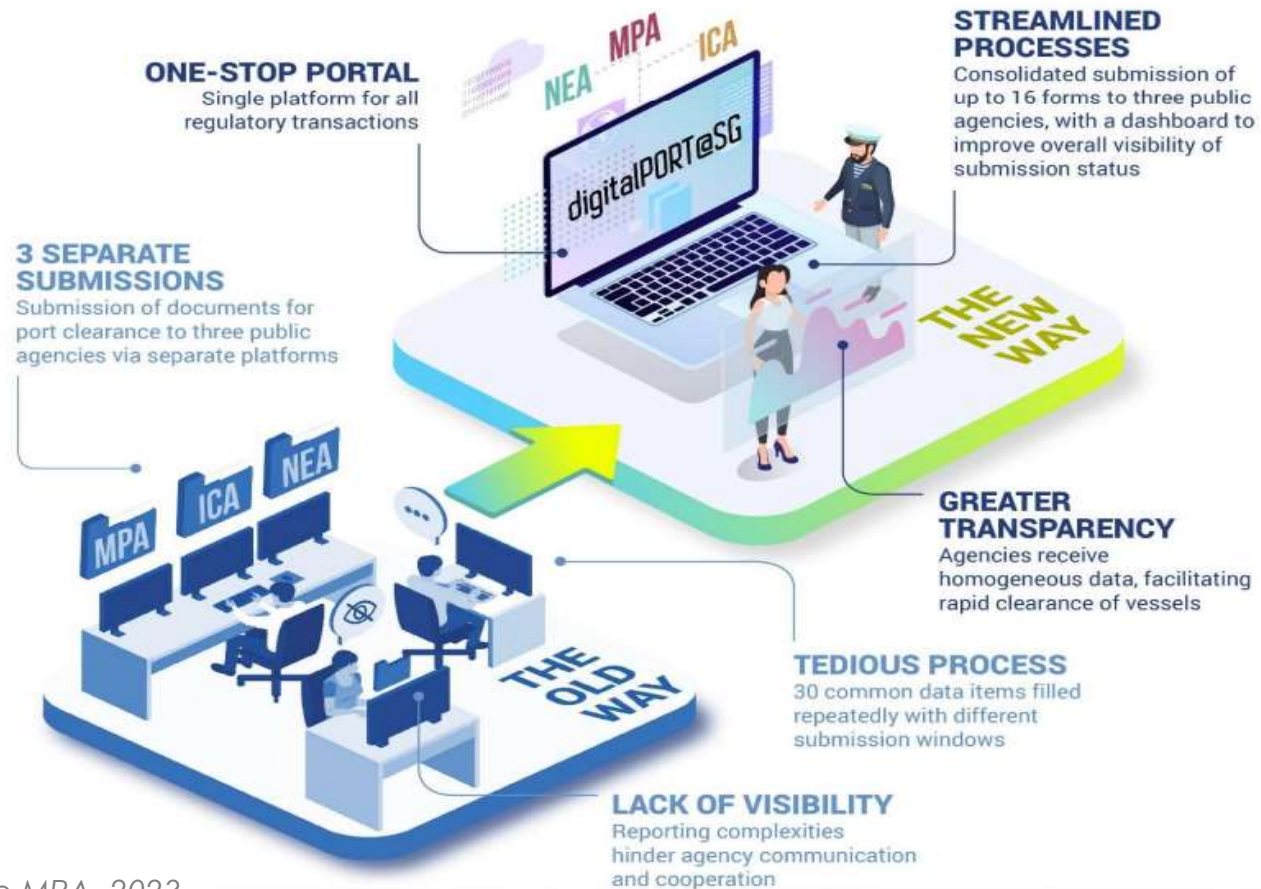 ONE-STOP PORTAL
Single platform for all
regulatory transactions
NEA
MPA
ICA
digitalPORT@SG
STREAMLINED
PROCESSES
Consolidated submission of
up to 16 forms to three public
agencies, with a dashboard to
improve overall visibility of
submission status
THE
NEW
WAY
3 SEPARATE
SUBMISSIONS
Submission of documents for
port clearance to three public
agencies via separate platforms
MPA
ICA
NEA
GREATER
TRANSPARENCY
Agencies receive
homogeneous data, facilitating
rapid clearance of vessels
THE
OLD
WAY
TEDIOUS PROCESS
30 common data items filled
repeatedly with different
submission windows
LACK OF VISIBILITY
Reporting complexities
hinder agency communication
and cooperation
MPA, 2023